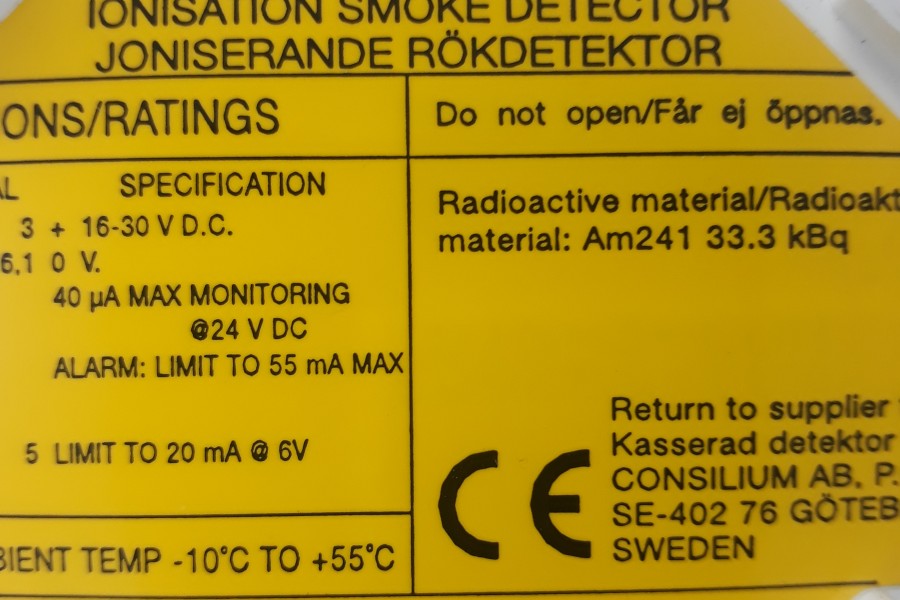 IONISATION SMOKE DETECTOR
JONISERANDE RÖKDETEKTOR
ONS/RATINGS
AL SPECIFICATION
3 + 16-30 V D.C.
6,1 0 V.
40 µA MAX MONITORING
@24 V DC
ALARM: LIMIT TO 55 mA MAX
5 LIMIT TO 20 mA @ 6V
BIENT TEMP -10°C TO +55°C
Do not open/Får ej öppnas.
Radioactive material/Radioakt
material: Am241 33.3 kBq
CE
Return to supplier
Kasserad detektor
CONSILIUM AB, P.
SE-402 76 GÖTEB
SWEDEN